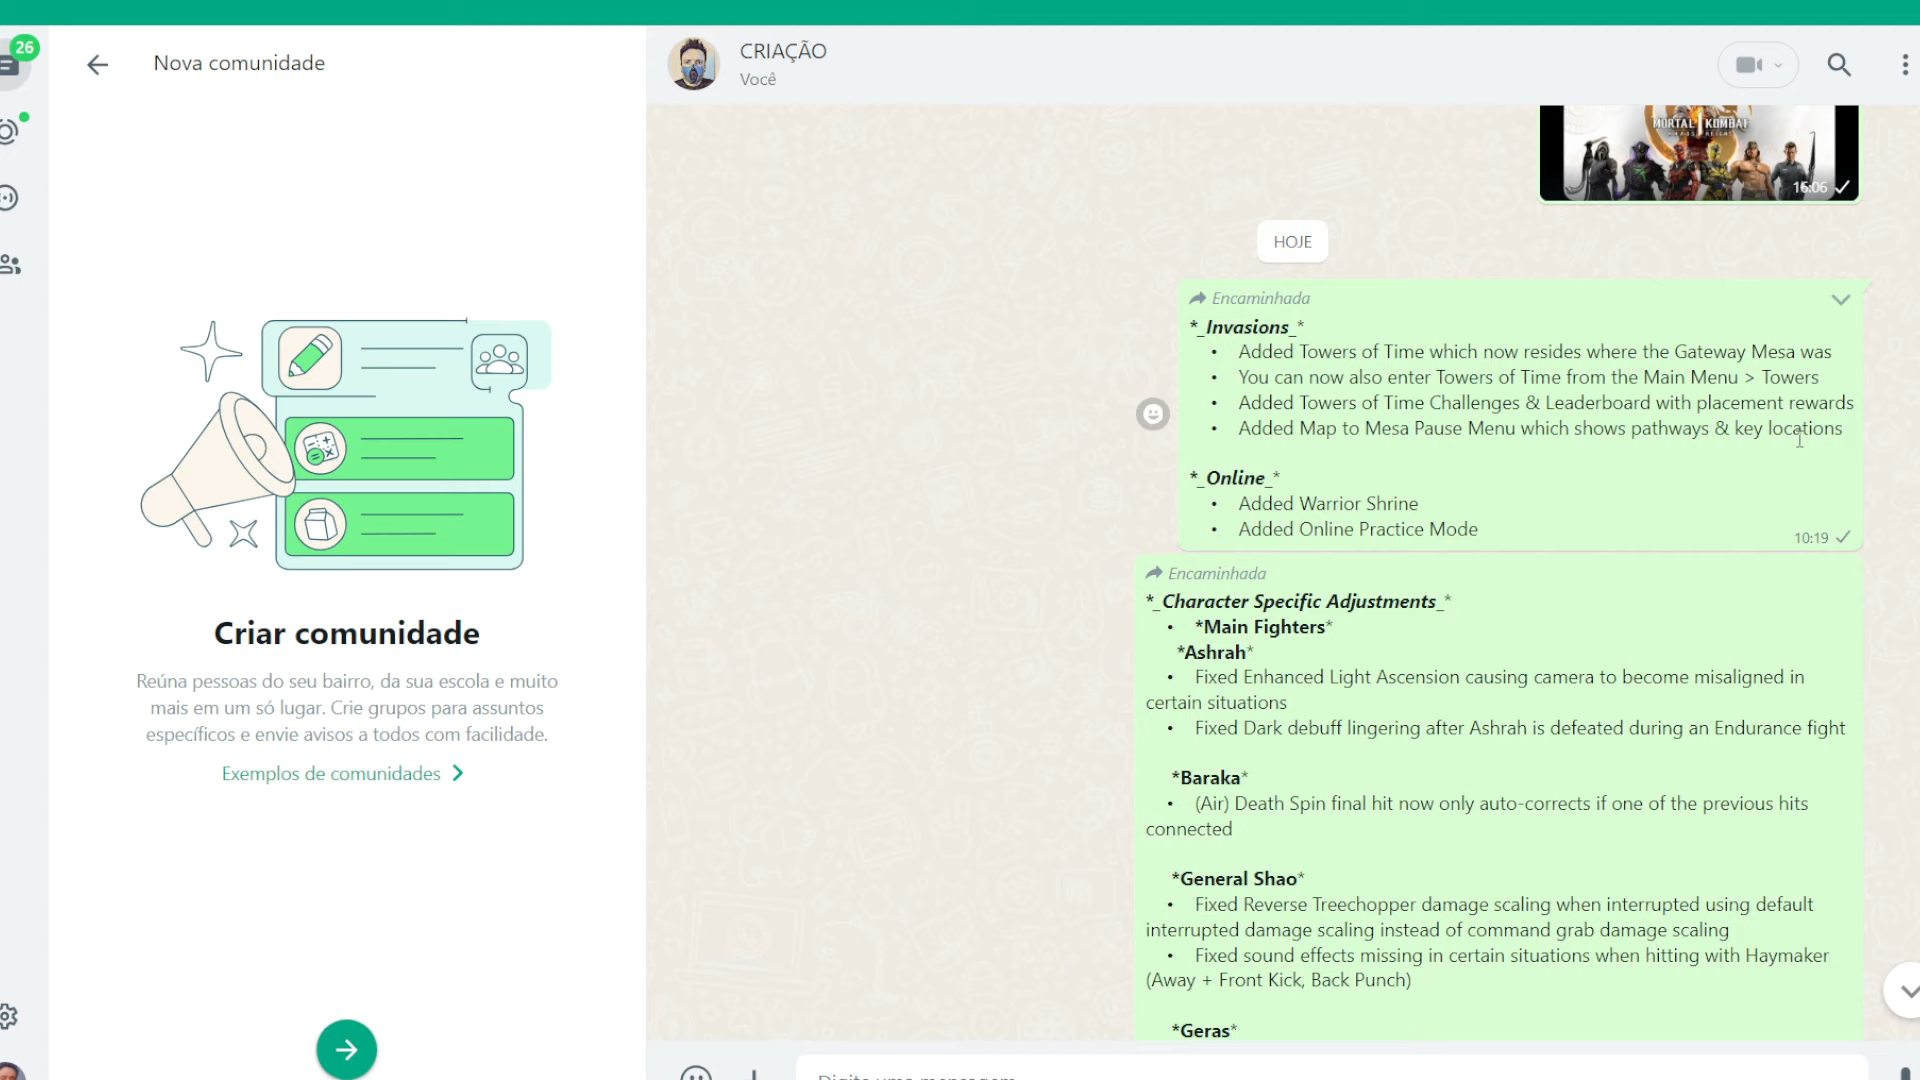 26
Nova comunidade
Criar comunidade
Reúna pessoas do seu bairro, da sua escola e muito
mais em um só lugar. Crie grupos para assuntos
específicos e envie avisos a todos com facilidade.
Exemplos de comunidades
CRIAÇÃO
Você
MORTAL KOMBAT
16:06
HOJE
Encaminhada
*_Invasions_*
• Added Towers of Time which now resides where the Gateway Mesa was
• You can now also enter Towers of Time from the Main Menu > Towers
• Added Towers of Time Challenges & Leaderboard with placement rewards
• Added Map to Mesa Pause Menu which shows pathways & key locations
*_Online_*
• Added Warrior Shrine
• Added Online Practice Mode
10:19
Encaminhada
*_Character Specific Adjustments_*
• *Main Fighters*
*Ashrah*
• Fixed Enhanced Light Ascension causing camera to become misaligned in
certain situations
• Fixed Dark debuff lingering after Ashrah is defeated during an Endurance fight
*Baraka*
• (Air) Death Spin final hit now only auto-corrects if one of the previous hits
connected
*General Shao*
• Fixed Reverse Treechopper damage scaling when interrupted using default
interrupted damage scaling instead of command grab damage scaling
• Fixed sound effects missing in certain situations when hitting with Haymaker
(Away + Front Kick, Back Punch)
*Geras*